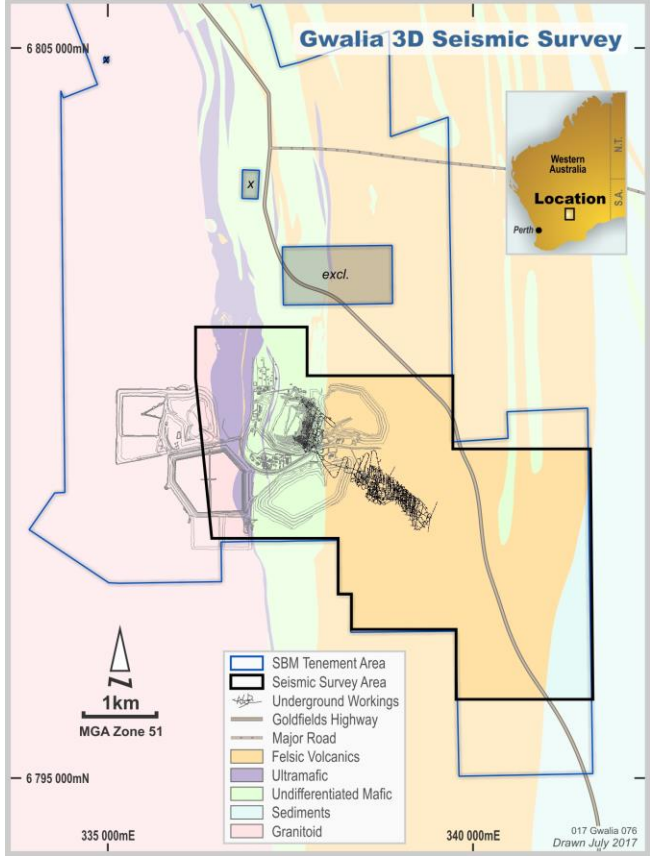 Gwalia 3D Seismic Survey
6 805 000mN
x
x
excl.
Western
Australia
N.T.
S.A.
Location
Perth
N
1km
MGA Zone 51
SBM Tenement Area
Seismic Survey Area
Underground Workings
Goldfields Highway
Major Road
Felsic Volcanics
Ultramafic
Undifferentiated Mafic
Sediments
Granitoid
6 795 000mN
335 000mE
340 000mE
017 Gwalia 076
Drawn July 2017